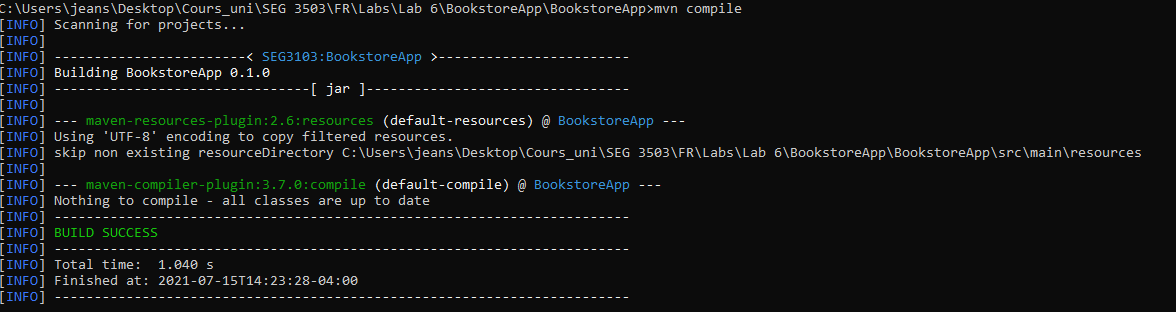 C:\Users\jeans\Desktop\Cours_uni\SEG 3503\FR\Labs\Lab 6\BookstoreApp\BookstoreApp>mvn compile
[INFO] Scanning for projects...
[INFO]
[INFO] ------------------------< SEG3103:BookstoreApp >------------------------
[INFO] Building BookstoreApp 0.1.0
[INFO] --------------------------------[ jar ]---------------------------------
[INFO]
[INFO] --- maven-resources-plugin:2.6:resources (default-resources) @ BookstoreApp ---
[INFO] Using 'UTF-8' encoding to copy filtered resources.
[INFO] skip non existing resourceDirectory C:\Users\jeans\Desktop\Cours_uni\SEG 3503\FR\Labs\Lab 6\BookstoreApp\BookstoreApp\src\main\resources
[INFO]
[INFO] --- maven-compiler-plugin:3.7.0:compile (default-compile) @ BookstoreApp ---
[INFO] Nothing to compile - all classes are up to date
[INFO] ------------------------------------------------------------------------
[INFO] BUILD SUCCESS
[INFO] ------------------------------------------------------------------------
[INFO] Total time:  1.040 s
[INFO] Finished at: 2021-07-15T14:23:28-04:00
[INFO] ------------------------------------------------------------------------